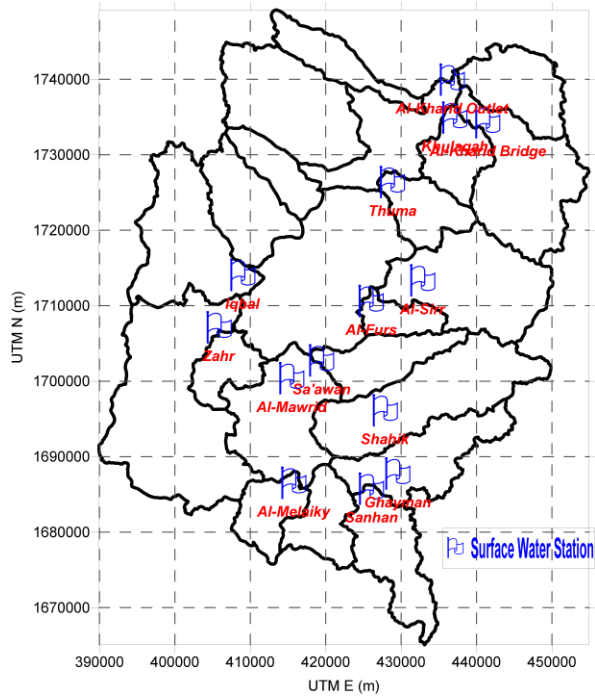 1740000
Al-Kharid Outlet
Khulaqah
Al-Kharid Bridge
1730000
Thuma
1720000
Iqbal
1710000
Al-Sirr
Al-Furs
Zahr
1700000
Sa'awan
Al-Mawrid
Shahik
1690000
Ghayman
Al-Melaiky
Sanhan
1680000
Surface Water Station
1670000
390000 400000 410000 420000 430000 440000 450000
UTM E (m)
UTM N (m)